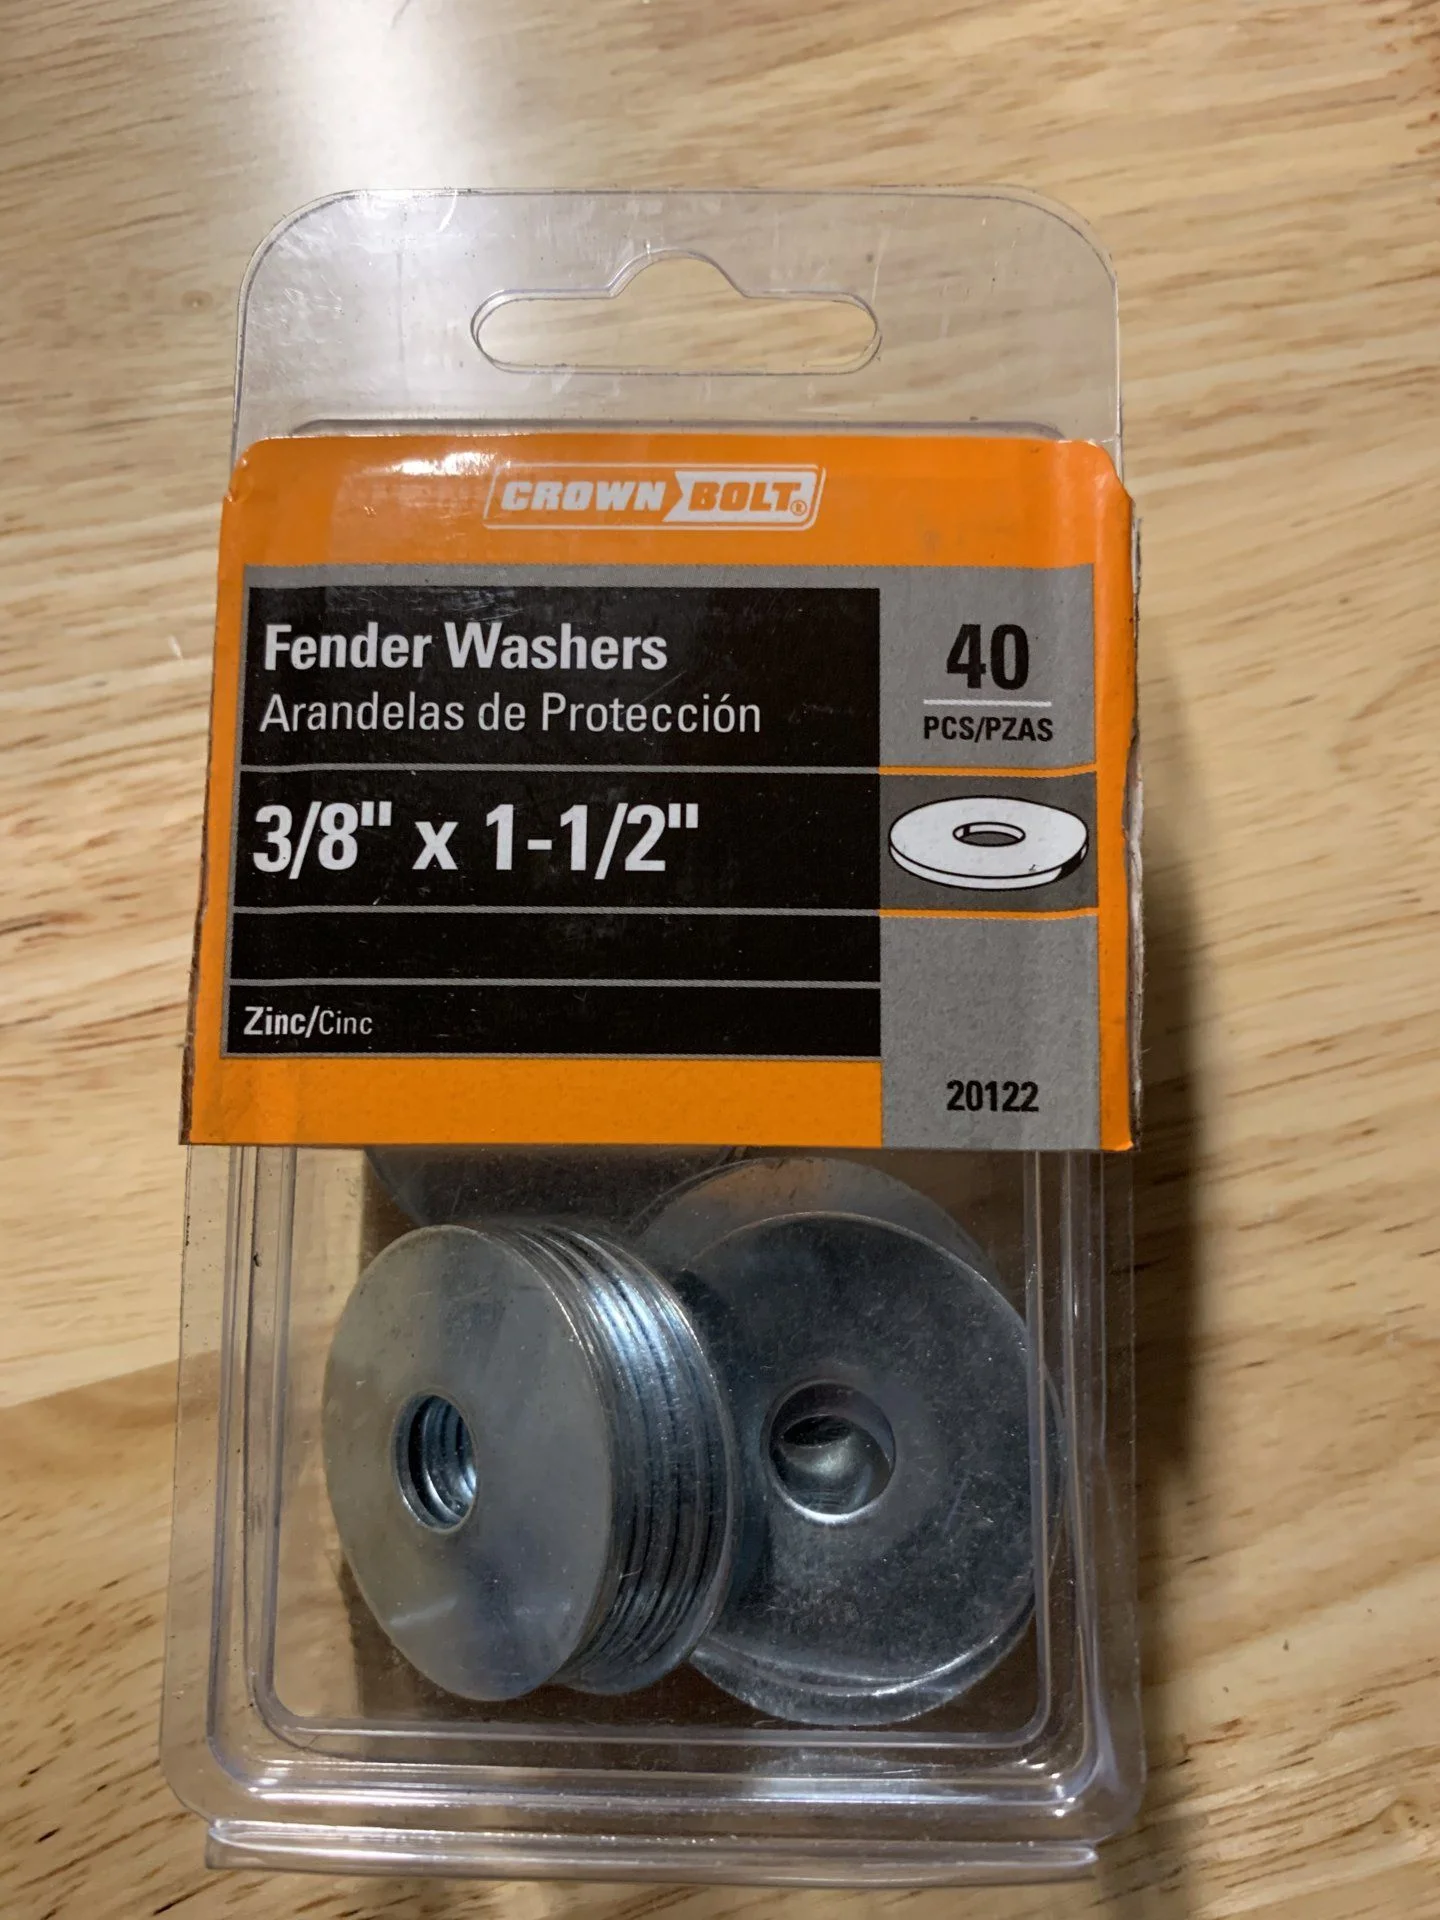 CROWN BOLT®
Fender Washers
Arandelas de Protección
40
PCS/PZAS
3/8" x 1-1/2"
Zinc/Cinc
20122